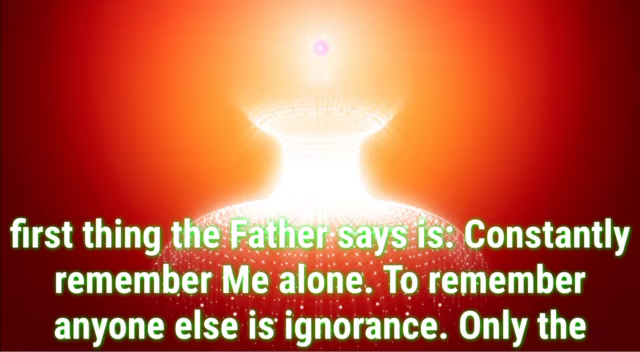 first thing the Father says is: Constantly
remember Me alone. To remember
anyone else is ignorance. Only the